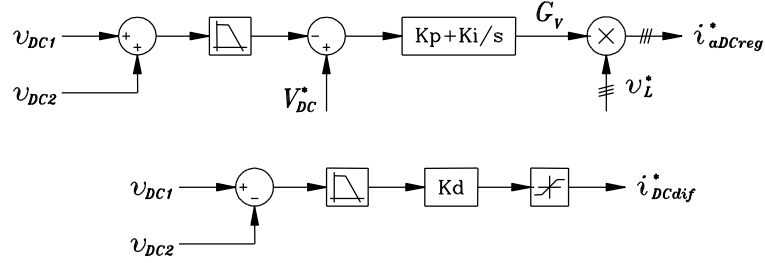 υDC1 + + − Kp+Ki/s Gv × i*aDCreg
υDC2 V*DC υ*L
υDC1 + − Kd i*DCdif
υDC2